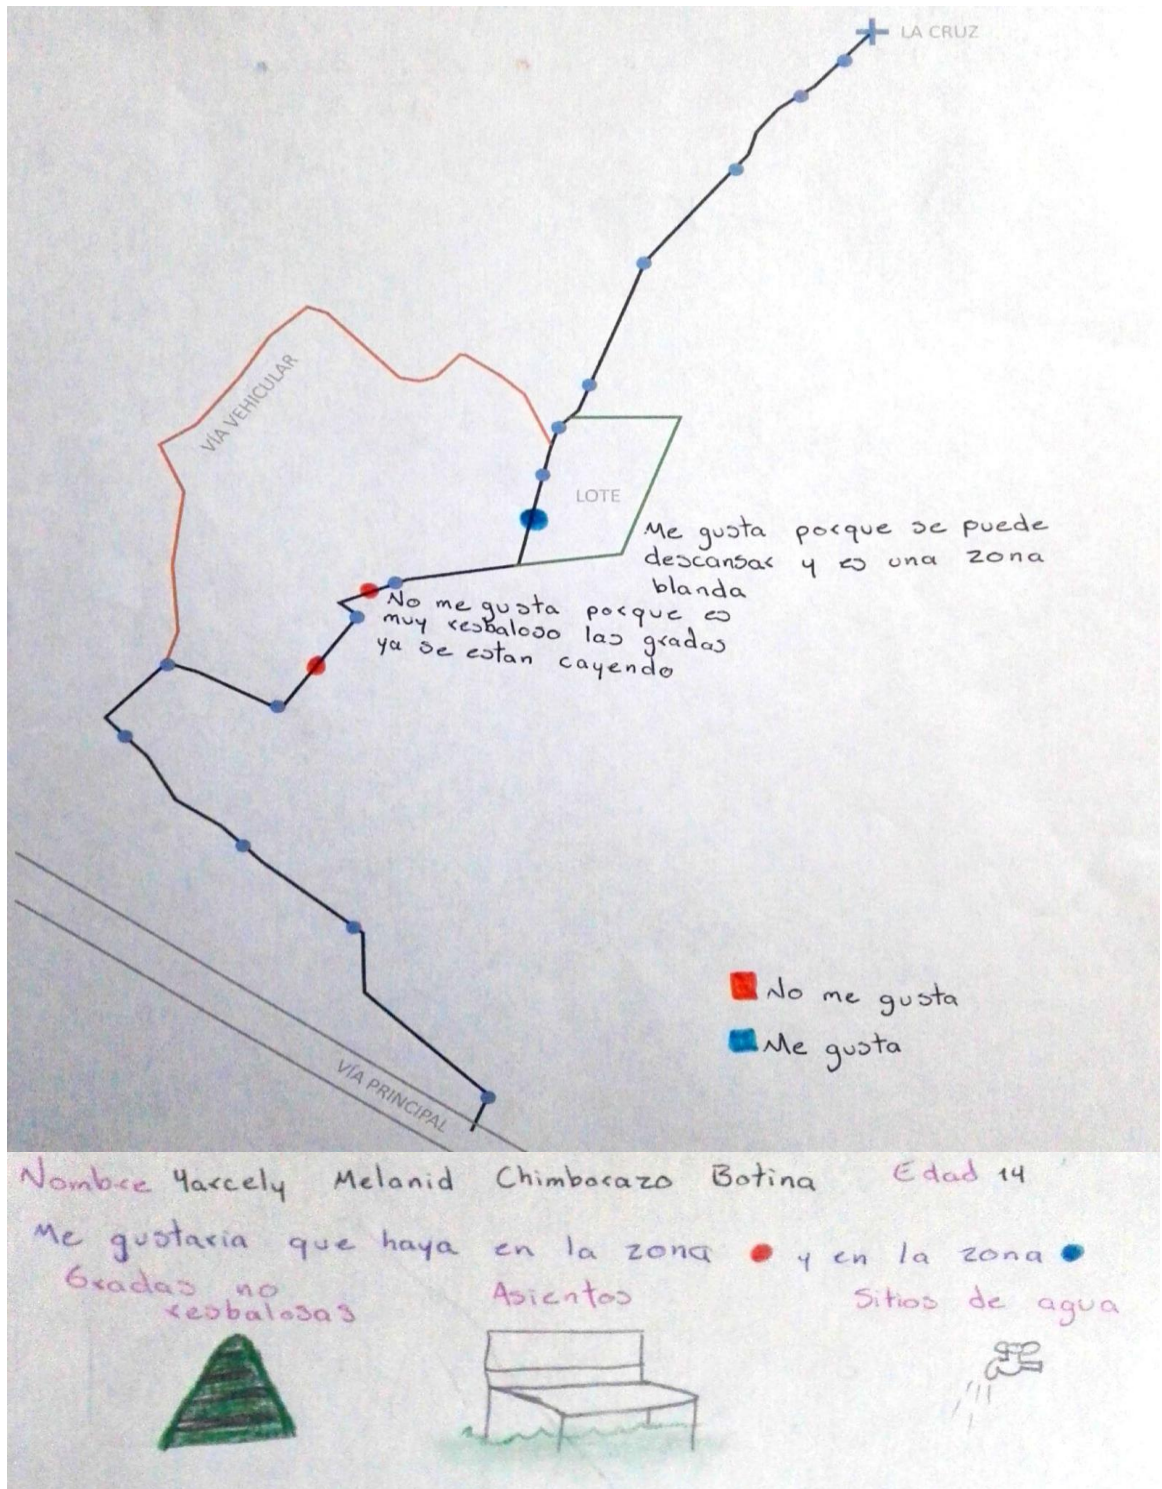 LA CRUZ
VÍA VEHICULAR
LOTE
Me gusta porque se puede
descansar y es una zona
blanda
No me gusta porque es
muy resbaloso las gradas
ya se estan cayendo
No me gusta
Me gusta
VÍA PRINCIPAL
Nombre Yarcely Melanid Chimborazo Botina Edad 14
Me gustaria que haya en la zona y en la zona
Gradas no
resbalosas
Asientos
Sitios de agua